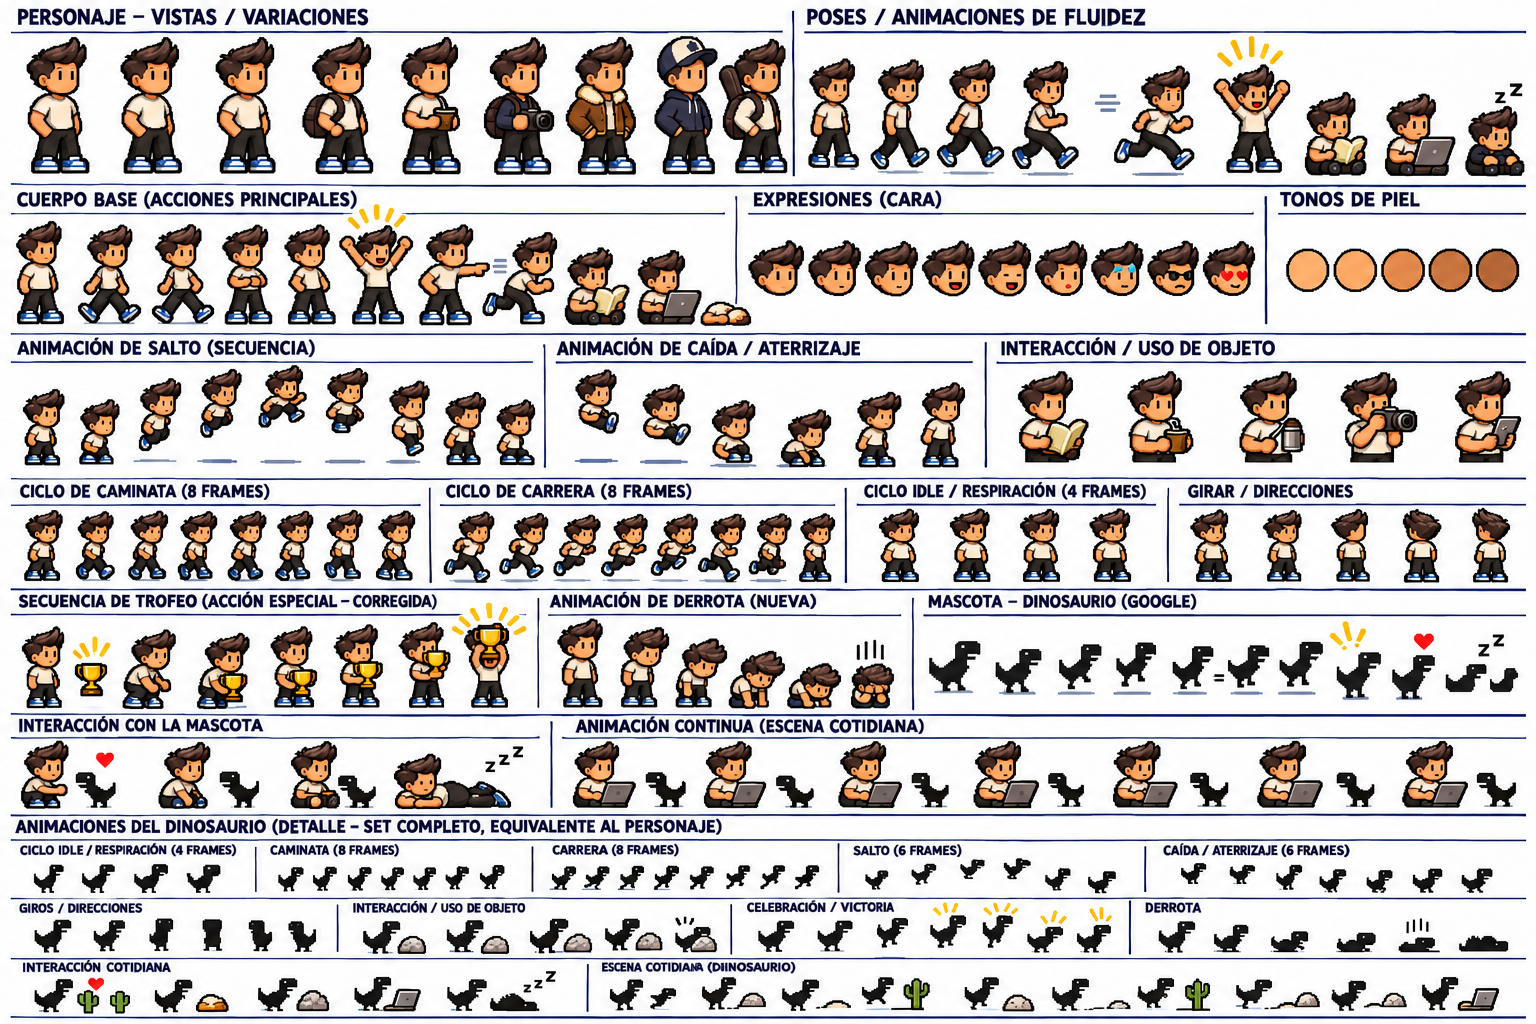 PERSONAJE – VISTAS / VARIACIONES
POSES / ANIMACIONES DE FLUIDEZ
z Z
CUERPO BASE (ACCIONES PRINCIPALES)
EXPRESIONES (CARA)
TONOS DE PIEL
ANIMACIÓN DE SALTO (SECUENCIA)
ANIMACIÓN DE CAÍDA / ATERRIZAJE
INTERACCIÓN / USO DE OBJETO
CICLO DE CAMINATA (8 FRAMES)
CICLO DE CARRERA (8 FRAMES)
CICLO IDLE / RESPIRACIÓN (4 FRAMES)
GIRAR / DIRECCIONES
SECUENCIA DE TROFEO (ACCIÓN ESPECIAL – CORREGIDA)
ANIMACIÓN DE DERROTA (NUEVA)
MASCOTA – DINOSAURIO (GOOGLE)
z Z
INTERACCIÓN CON LA MASCOTA
ANIMACIÓN CONTINUA (ESCENA COTIDIANA)
z z Z
ANIMACIONES DEL DINOSAURIO (DETALLE – SET COMPLETO, EQUIVALENTE AL PERSONAJE)
CICLO IDLE / RESPIRACIÓN (4 FRAMES)
CAMINATA (8 FRAMES)
CARRERA (8 FRAMES)
SALTO (6 FRAMES)
CAÍDA / ATERRIZAJE (6 FRAMES)
GIROS / DIRECCIONES
INTERACCIÓN / USO DE OBJETO
CELEBRACIÓN / VICTORIA
DERROTA
INTERACCIÓN COTIDIANA
z z Z
ESCENA COTIDIANA (DIINOSAURIO)